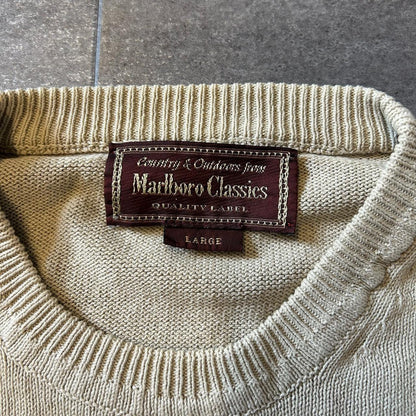 Country & Outdoors from
Marlboro Classics
QUALITY LABEL
LARGE